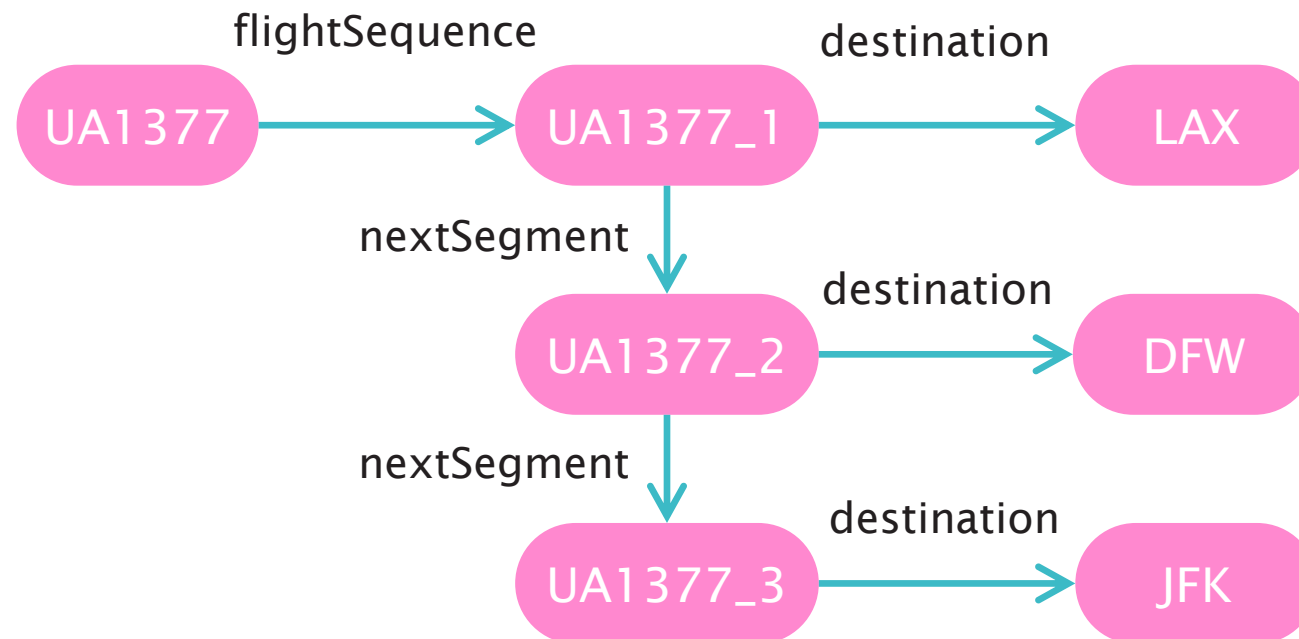 flightSequence
destination
UA1377
UA1377_1
LAX
nextSegment
destination
UA1377_2
DFW
nextSegment
destination
UA1377_3
JFK